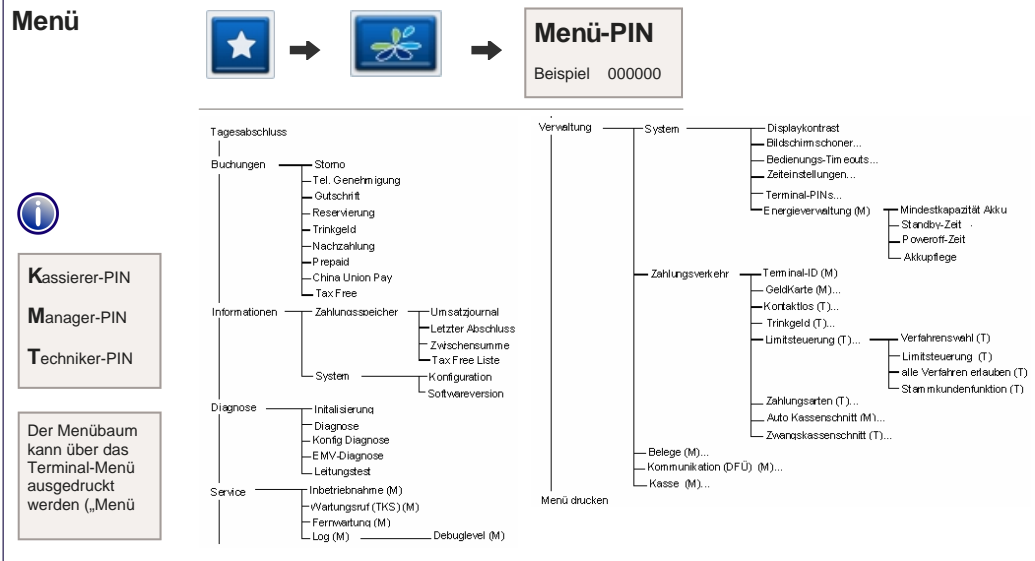 Menü
Menü-PIN
Beispiel 000000
Kassierer-PIN
Manager-PIN
Techniker-PIN
Der Menübaum
kann über das
Terminal-Menü
ausgedruckt
werden („Menü
Tagesabschluss
Buchungen
Storno
Tel. Genehmigung
Gutschrift
Reservierung
Trinkgeld
Nachzahlung
Prepaid
China Union Pay
Tax Free
Informationen
Zahlungsspeicher
Umsatzjournal
Letzter Abschluss
Zwischensumme
Tax Free Liste
System
Konfiguration
Softwareversion
Diagnose
Initalisierung
Diagnose
Konfig Diagnose
EMV-Diagnose
Leitungstest
Service
Inbetriebnahme (M)
Wartungsruf (TKS) (M)
Fernwartung (M)
Log (M)
Debuglevel (M)
Verwaltung
System
Displaykontrast
Bildschirmschoner...
Bedienungs-Timeouts...
Zeiteinstellungen...
Terminal-PINs...
Energieverwaltung (M)
Mindestkapazität Akku
Standby-Zeit
Poweroff-Zeit
Akkupflege
Zahlungsverkehr
Terminal-ID (M)
GeldKarte (M)...
Kontaktlos (T)...
Trinkgeld (T)...
Limitsteuerung (T)...
Verfahrenswahl (T)
Limitsteuerung (T)
alle Verfahren erlauben (T)
Stammkundenfunktion (T)
Zahlungsarten (T)...
Auto Kassenschnitt (M)...
Zwangskassenschnitt (T)...
Belege (M)...
Kommunikation (DFÜ) (M)...
Kasse (M)...
Menü drucken